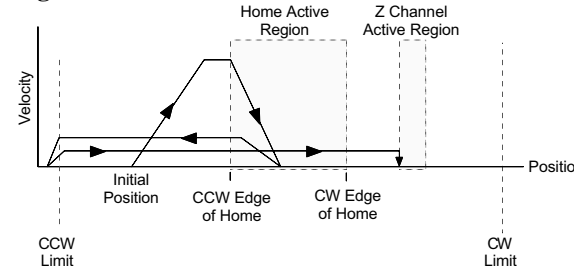 Home Active
Region
Z Channel
Active Region
Velocity
Position
Initial
Position
CCW Edge
of Home
CW Edge
of Home
CCW
Limit
CW
Limit